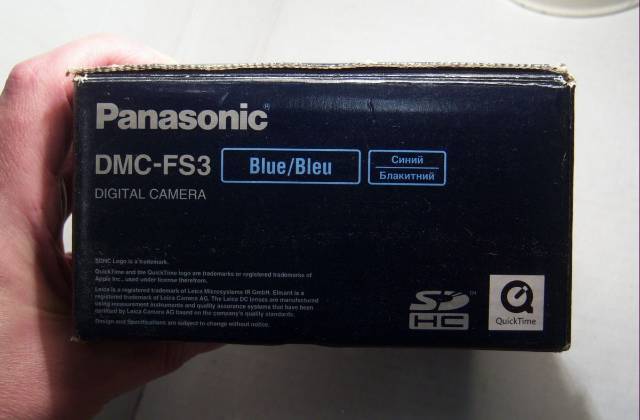 Panasonic®
DMC-FS3
Blue/Bleu
Синий
Блакитний
DIGITAL CAMERA
SDHC Logo is a trademark.
QuickTime and the QuickTime logo are trademarks or registered trademarks of
Apple Inc., used under license therefrom.
Leica is a registered trademark of Leica Microsystems IR GmbH. Elmarit is a
registered trademark of Leica Camera AG. The Leica DC lenses are manufactured
using measurement instruments and quality assurance systems that have been
certified by Leica Camera AG based on the company's quality standards.
Design and Specifications are subject to change without notice.
SD
HC
™
QuickTime